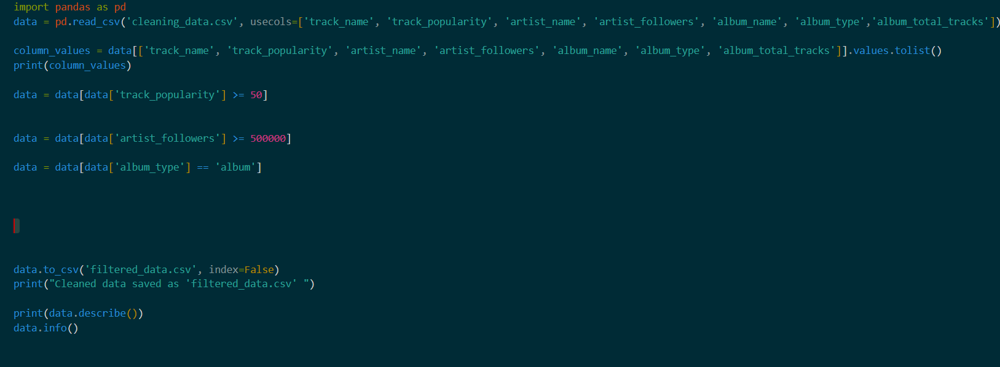 import pandas as pd
data = pd.read_csv('cleaning_data.csv', usecols=['track_name', 'track_popularity', 'artist_name', 'artist_followers', 'album_name', 'album_type','album_total_tracks'])
column_values = data[['track_name', 'track_popularity', 'artist_name', 'artist_followers', 'album_name', 'album_type', 'album_total_tracks']].values.tolist()
print(column_values)
data = data[data['track_popularity'] >= 50]
data = data[data['artist_followers'] >= 500000]
data = data[data['album_type'] == 'album']
data.to_csv('filtered_data.csv', index=False)
print("Cleaned data saved as 'filtered_data.csv' ")
print(data.describe())
data.info()